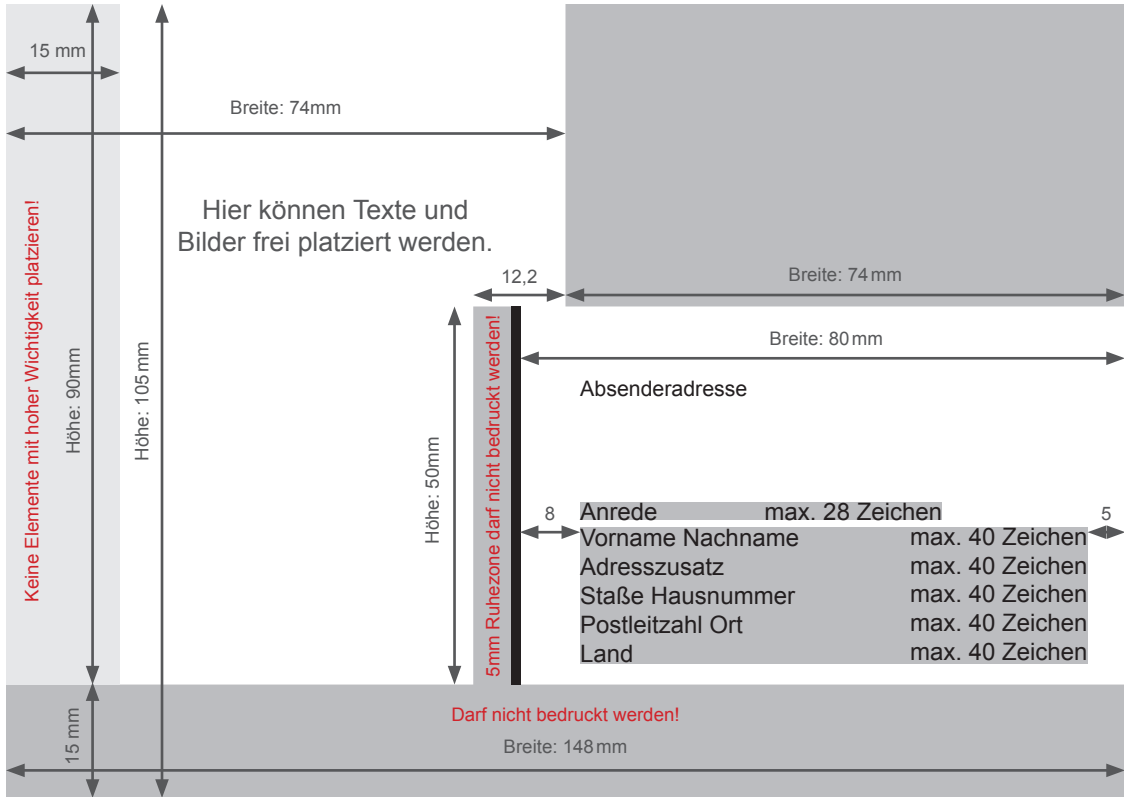 15 mm
Breite: 74mm
Hier können Texte und
Bilder frei platziert werden.
12,2
Breite: 74 mm
Breite: 80 mm
Absenderadresse
Keine Elemente mit hoher Wichtigkeit platzieren!
Höhe: 90mm
Höhe: 105 mm
Höhe: 50mm
5mm Ruhezone darf nicht bedruckt werden!
8
5
Anrede max. 28 Zeichen
Vorname Nachname max. 40 Zeichen
Adresszusatz max. 40 Zeichen
Staße Hausnummer max. 40 Zeichen
Postleitzahl Ort max. 40 Zeichen
Land max. 40 Zeichen
15 mm
Darf nicht bedruckt werden!
Breite: 148 mm